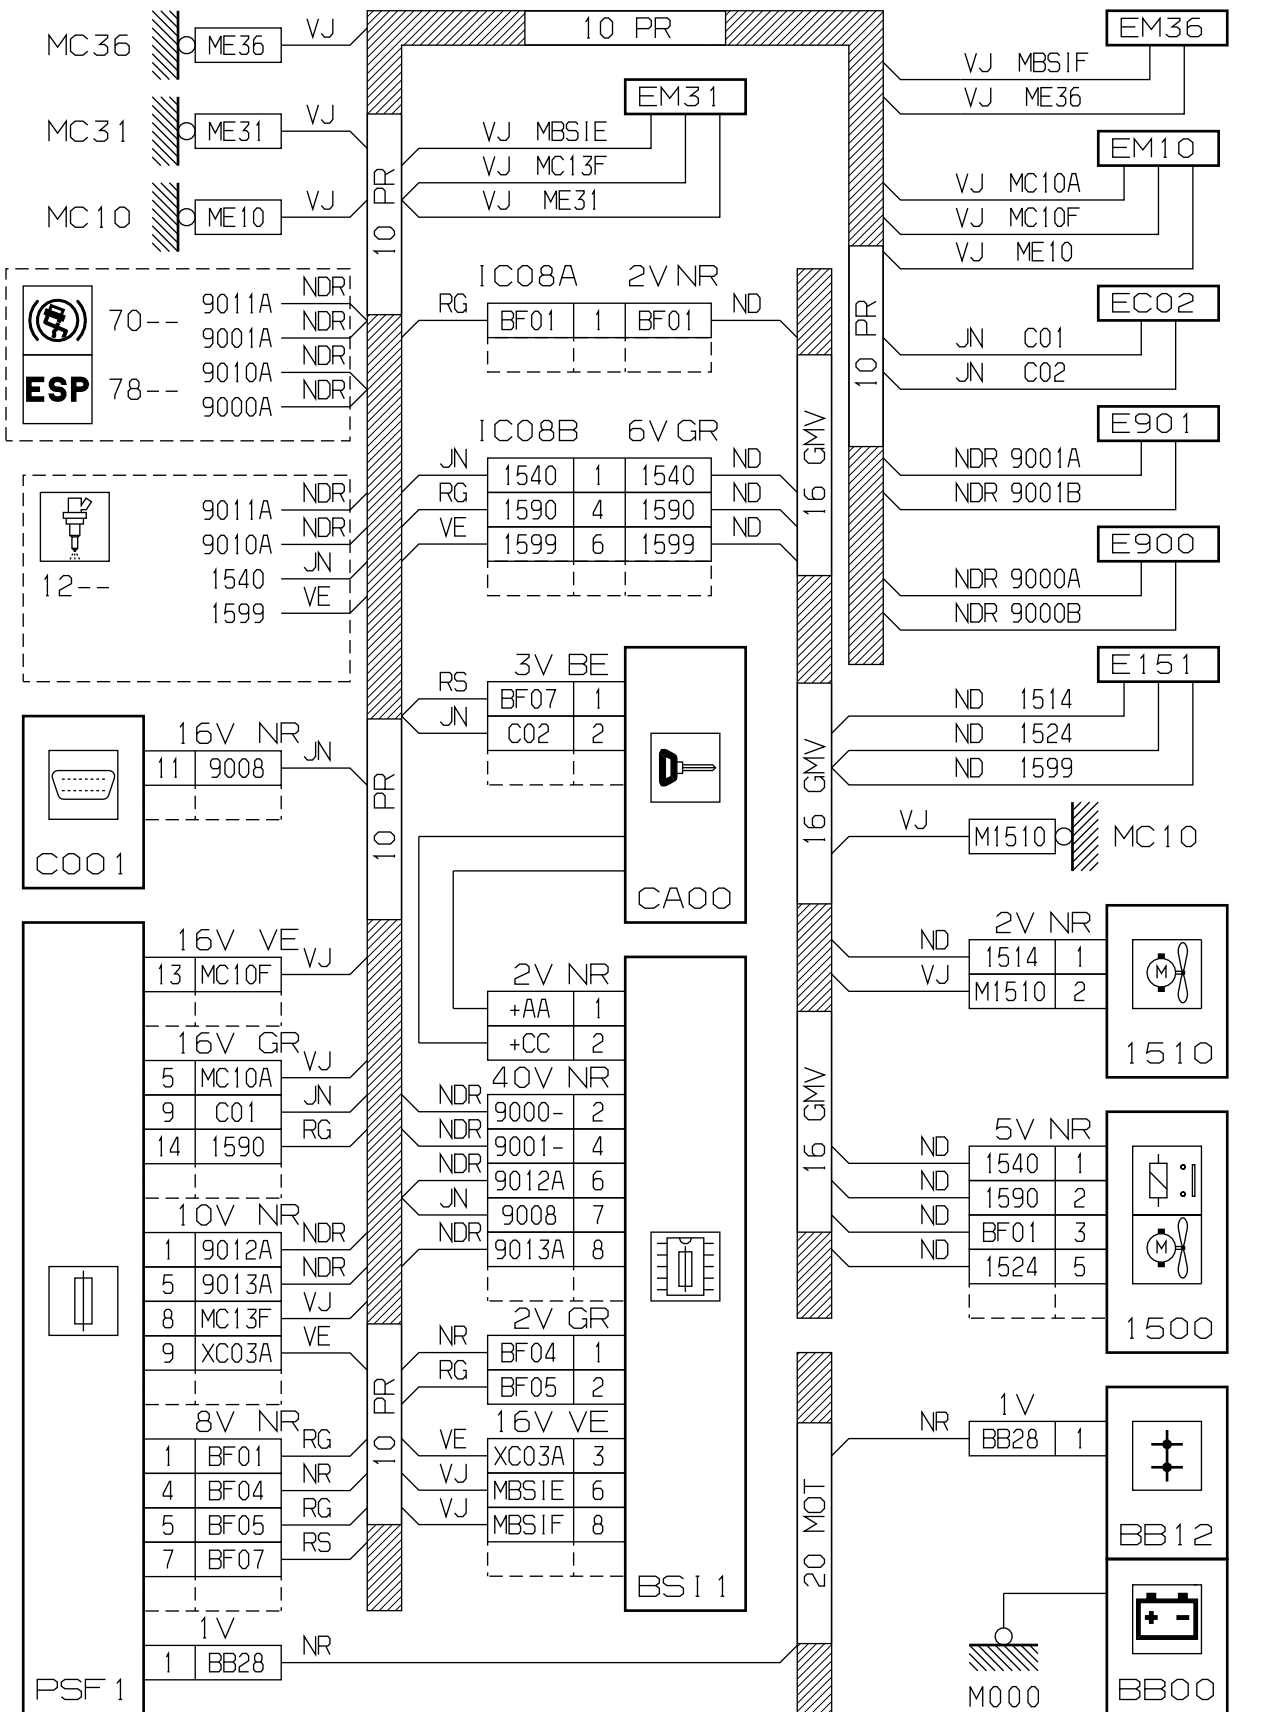 10 PR
MC36 ME36 VJ
MC31 ME31 VJ
MC10 ME10 VJ
10 PR
EM31
VJ MBSIE
VJ MC13F
VJ ME31
EM36
VJ MBSIF
VJ ME36
EM10
VJ MC10A
VJ MC10F
VJ ME10
10 PR
EC02
JN C01
JN C02
E901
NDR 9001A
NDR 9001B
E900
NDR 9000A
NDR 9000B
70--
ESP 78--
9011A NDR
9001A NDR
9010A NDR
9000A NDR
12--
9011A NDR
9010A NDR
1540 JN
1599 VE
IC08A 2V NR
RG BF01 1 BF01 ND
IC08B 6V GR
JN 1540 1 1540 ND
RG 1590 4 1590 ND
VE 1599 6 1599 ND
16 GMV
3V BE
RS BF07 1
JN C02 2
CA00
16V NR
11 9008 JN
C001
10 PR
16 GMV
E151
ND 1514
ND 1524
ND 1599
VJ M1510 MC10
2V NR
ND 1514 1
VJ M1510 2
M
1510
16 GMV
5V NR
ND 1540 1
ND 1590 2
ND BF01 3
ND 1524 5
M
1500
16V VE
13 MC10F VJ
16V GR
5 MC10A VJ
9 C01 JN
14 1590 RG
10V NR
1 9012A NDR
5 9013A NDR
8 MC13F VJ
9 XC03A VE
8V NR
1 BF01 RG
4 BF04 NR
5 BF05 RG
7 BF07 RS
1V
1 BB28 NR
PSF1
10 PR
2V NR
+AA 1
+CC 2
40V NR
NDR 9000- 2
NDR 9001- 4
NDR 9012A 6
JN 9008 7
NDR 9013A 8
2V GR
NR BF04 1
RG BF05 2
16V VE
VE XC03A 3
VJ MBSIE 6
VJ MBSIF 8
BSI1
20 MOT
1V
NR BB28 1
BB12
+ -
M000
BB00